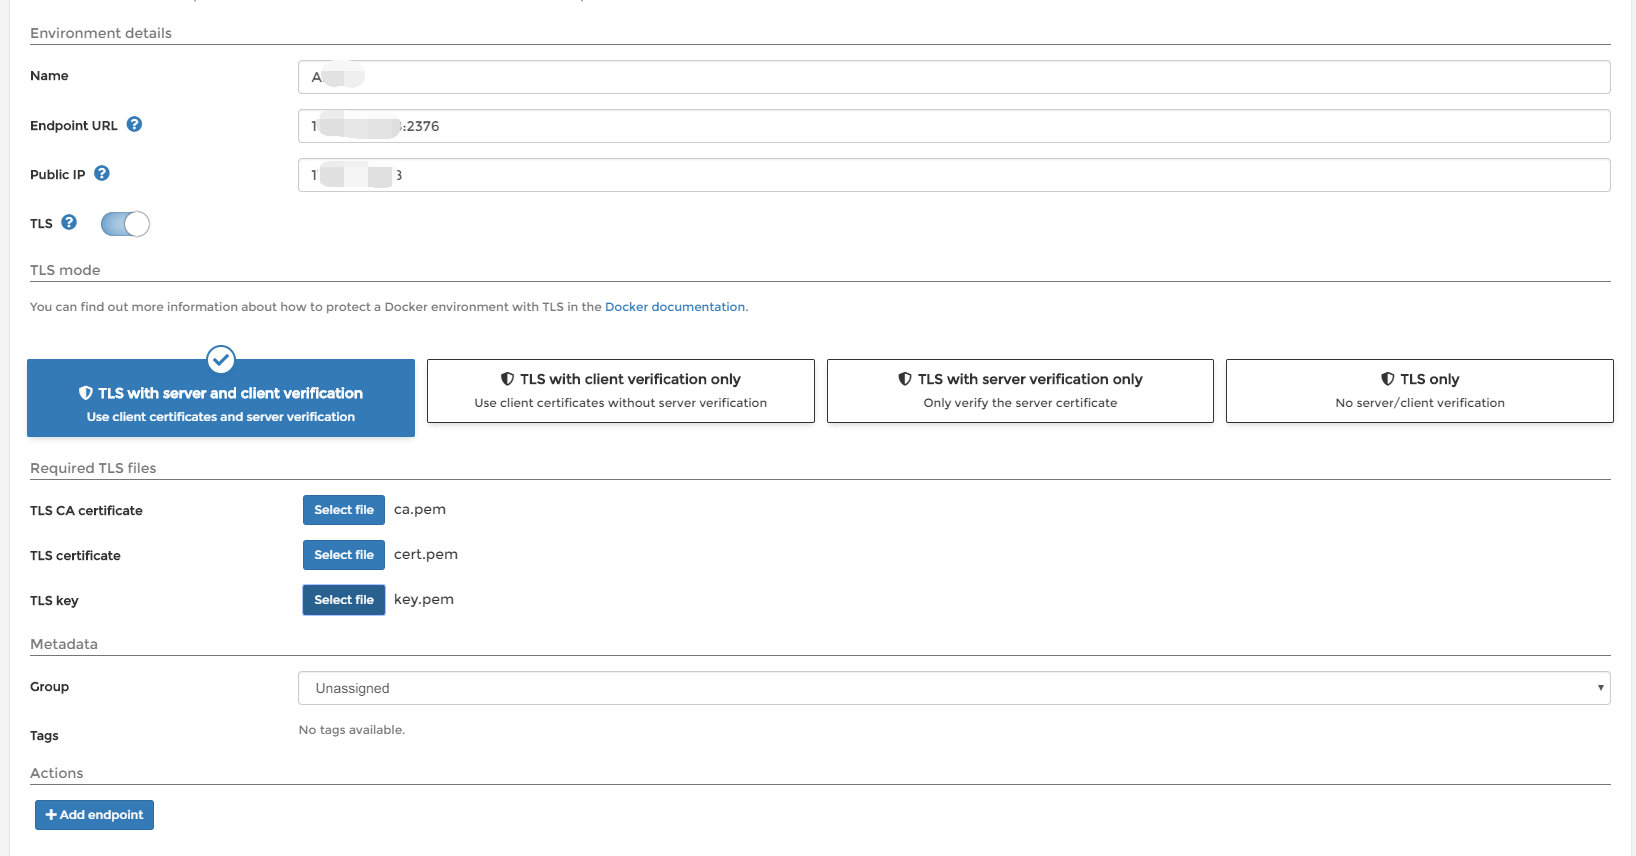 Environment details
Name
A
Endpoint URL
1 :2376
Public IP
1 3
TLS
TLS mode
You can find out more information about how to protect a Docker environment with TLS in the Docker documentation.
TLS with server and client verification
Use client certificates and server verification
TLS with client verification only
Use client certificates without server verification
TLS with server verification only
Only verify the server certificate
TLS only
No server/client verification
Required TLS files
TLS CA certificate
Select file ca.pem
TLS certificate
Select file cert.pem
TLS key
Select file key.pem
Metadata
Group
Unassigned
Tags
No tags available.
Actions
+ Add endpoint